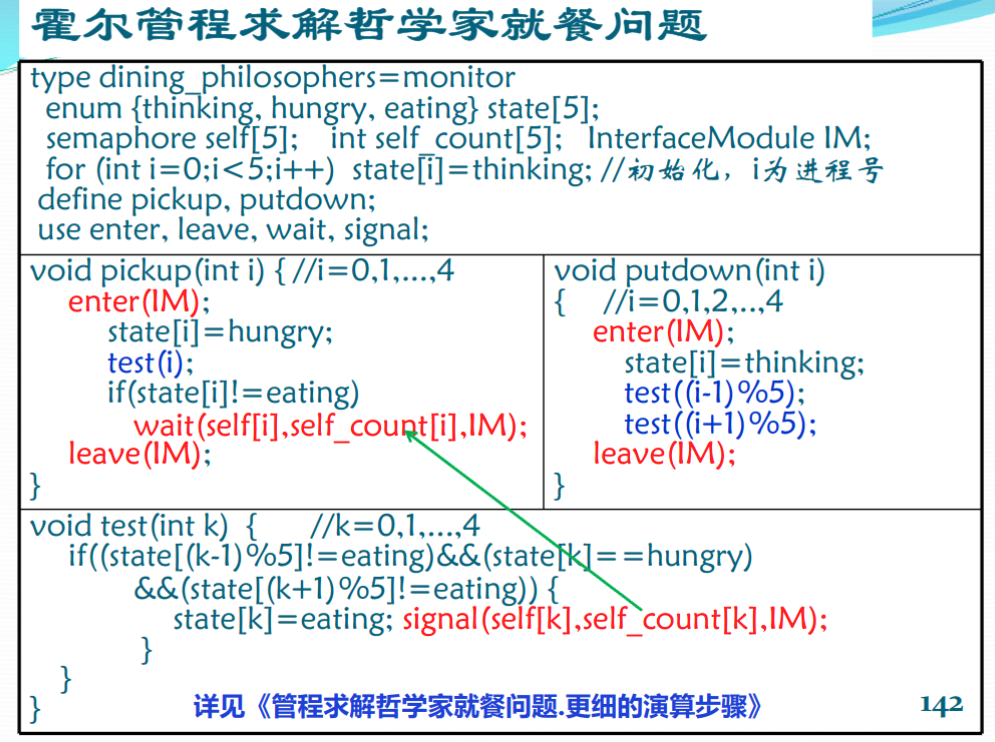 霍尔管程求解哲学家就餐问题
type dining_philosophers=monitor
enum {thinking, hungry, eating} state[5];
semaphore self[5]; int self_count[5]; InterfaceModule IM;
for (int i=0;i<5;i++) state[i]=thinking; //初始化，i为进程号
define pickup, putdown;
use enter, leave, wait, signal;
void pickup(int i) { //i=0,1,...,4
enter(IM);
state[i]=hungry;
test(i);
if(state[i]!=eating)
wait(self[i],self_count[i],IM);
leave(IM);
}
void putdown(int i)
{ //i=0,1,2,..,4
enter(IM);
state[i]=thinking;
test((i-1)%5);
test((i+1)%5);
leave(IM);
}
void test(int k) { //k=0,1,...,4
if((state[(k-1)%5]!=eating)&&(state[k]==hungry)
&&(state[(k+1)%5]!=eating)) {
state[k]=eating; signal(self[k],self_count[k],IM);
}
}
}
详见《管程求解哲学家就餐问题.更细的演算步骤》
142